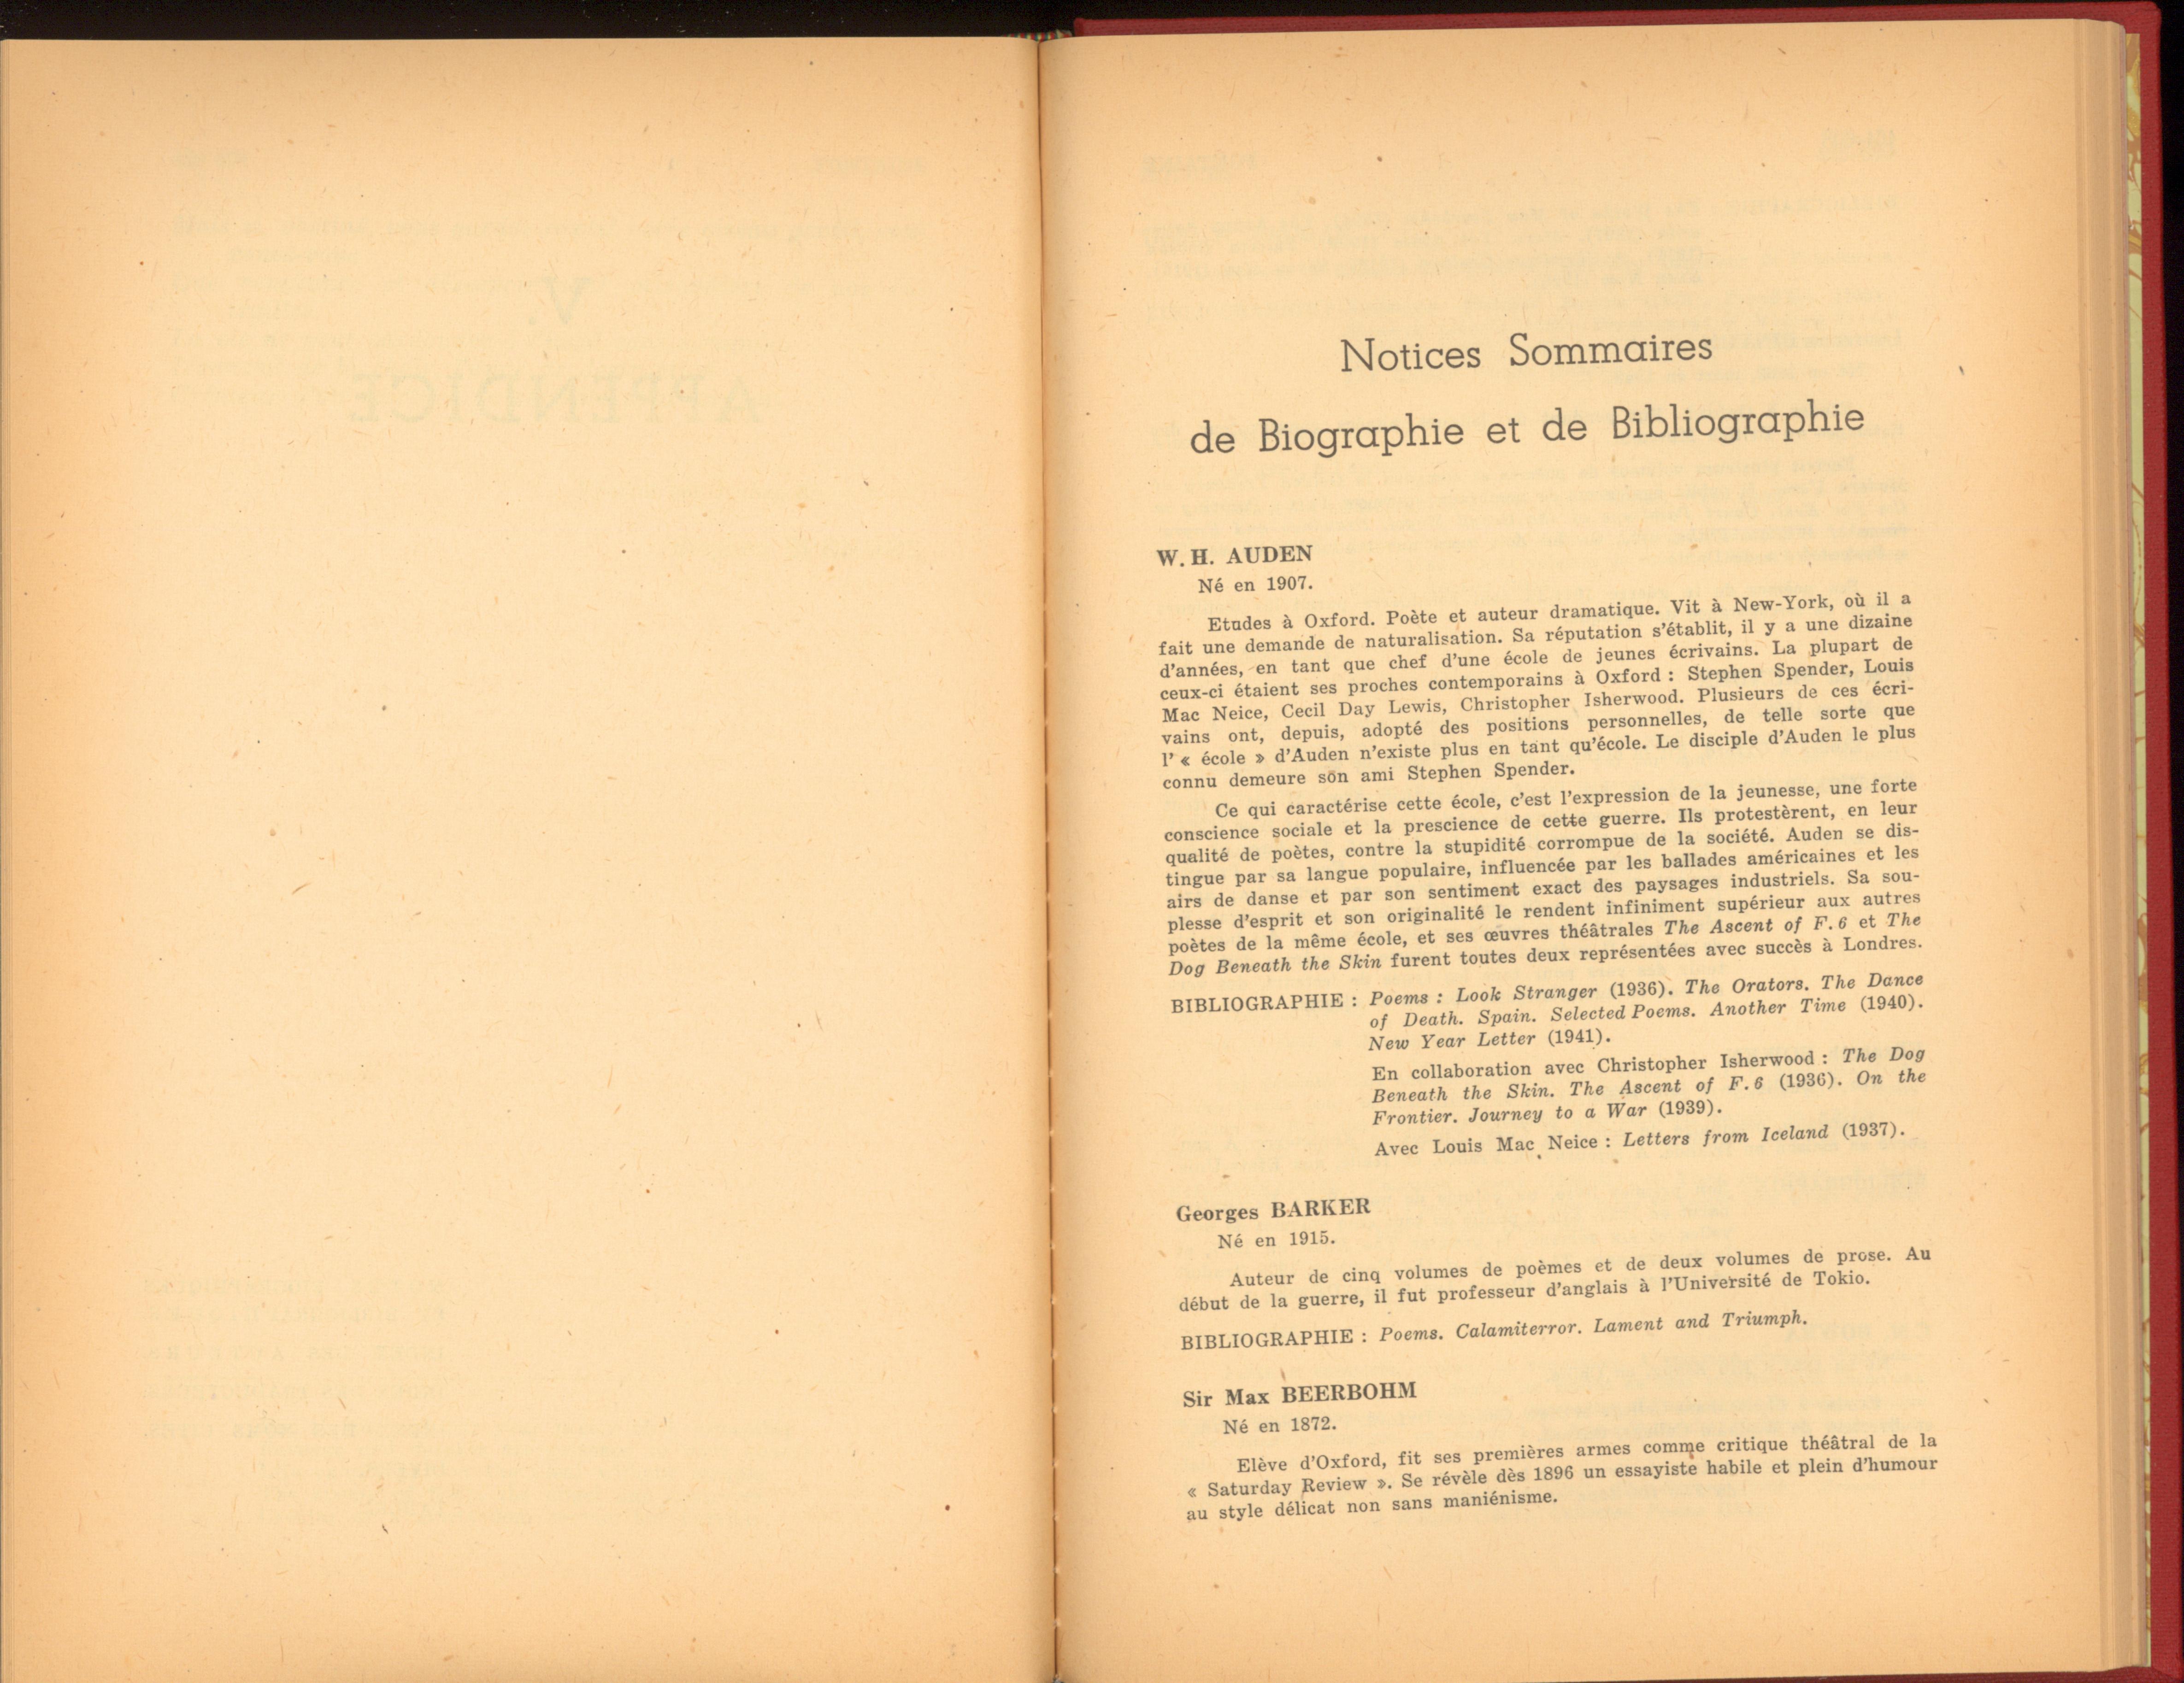 Notices Sommaires
de Biographie et de Bibliographie
W. H. AUDEN
Né en 1907.
Etudes à Oxford. Poète et auteur dramatique. Vit à New-York, où il a
fait une demande de naturalisation. Sa réputation s'établit, il y a une dizaine
d'années, en tant que chef d'une école de jeunes écrivains. La plupart de
ceux-ci étaient ses proches contemporains à Oxford : Stephen Spender, Louis
Mac Neice, Cecil Day Lewis, Christopher Isherwood. Plusieurs de ces écri-
vains ont, depuis, adopté des positions personnelles, de telle sorte que
l' « école » d'Auden n'existe plus en tant qu'école. Le disciple d'Auden le plus
connu demeure son ami Stephen Spender.
Ce qui caractérise cette école, c'est l'expression de la jeunesse, une forte
conscience sociale et la prescience de cette guerre. Ils protestèrent, en leur
qualité de poètes, contre la stupidité corrompue de la société. Auden se dis-
tingue par sa langue populaire, influencée par les ballades américaines et les
airs de danse et par son sentiment exact des paysages industriels. Sa sou-
plesse d'esprit et son originalité le rendent infiniment supérieur aux autres
poètes de la même école, et ses œuvres théâtrales The Ascent of F. 6 et The
Dog Beneath the Skin furent toutes deux représentées avec succès à Londres.
BIBLIOGRAPHIE : Poems : Look Stranger (1936). The Orators. The Dance
of Death. Spain. Selected Poems. Another Time (1940).
New Year Letter (1941).
En collaboration avec Christopher Isherwood : The Dog
Beneath the Skin. The Ascent of F. 6 (1936). On the
Frontier. Journey to a War (1939).
Avec Louis Mac Neice : Letters from Iceland (1937).
Georges BARKER
Né en 1915.
Auteur de cinq volumes de poèmes et de deux volumes de prose. Au
début de la guerre, il fut professeur d'anglais à l'Université de Tokio.
BIBLIOGRAPHIE : Poems. Calamiterror. Lament and Triumph.
Sir Max BEERBOHM
Né en 1872.
Elève d'Oxford, fit ses premières armes comme critique théâtral de la
« Saturday Review ». Se révèle dès 1896 un essayiste habile et plein d'humour
au style délicat non sans maniénisme.